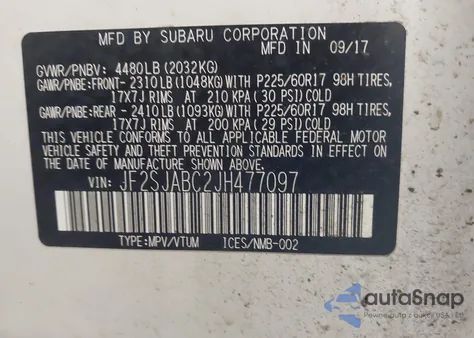 MFD BY SUBARU CORPORATION
MFD IN 09/17
GVWR/PNBV: 4480LB (2032KG)
GAWR/PNBE:FRONT- 2310LB (1048KG)WITH P225/60R17 98H TIRES,
17X7J RIMS AT 210 KPA (30 PSI)COLD
GAWR/PNBE:REAR - 2410LB (1093KG)WITH P225/60R17 98H TIRES,
17X7J RIMS AT 200 KPA (29 PSI)COLD
THIS VEHICLE CONFORMS TO ALL APPLICABLE FEDERAL MOTOR
VEHICLE SAFETY, BUMPER AND THEFT PREVENTION STANDARDS IN
EFFECT ON THE DATE OF MANUFACTURE SHOWN ABOVE.
VIN: JF2SJABC2JH477097
TYPE:MPV/VTUM ICES/NMB-002
autoSnap